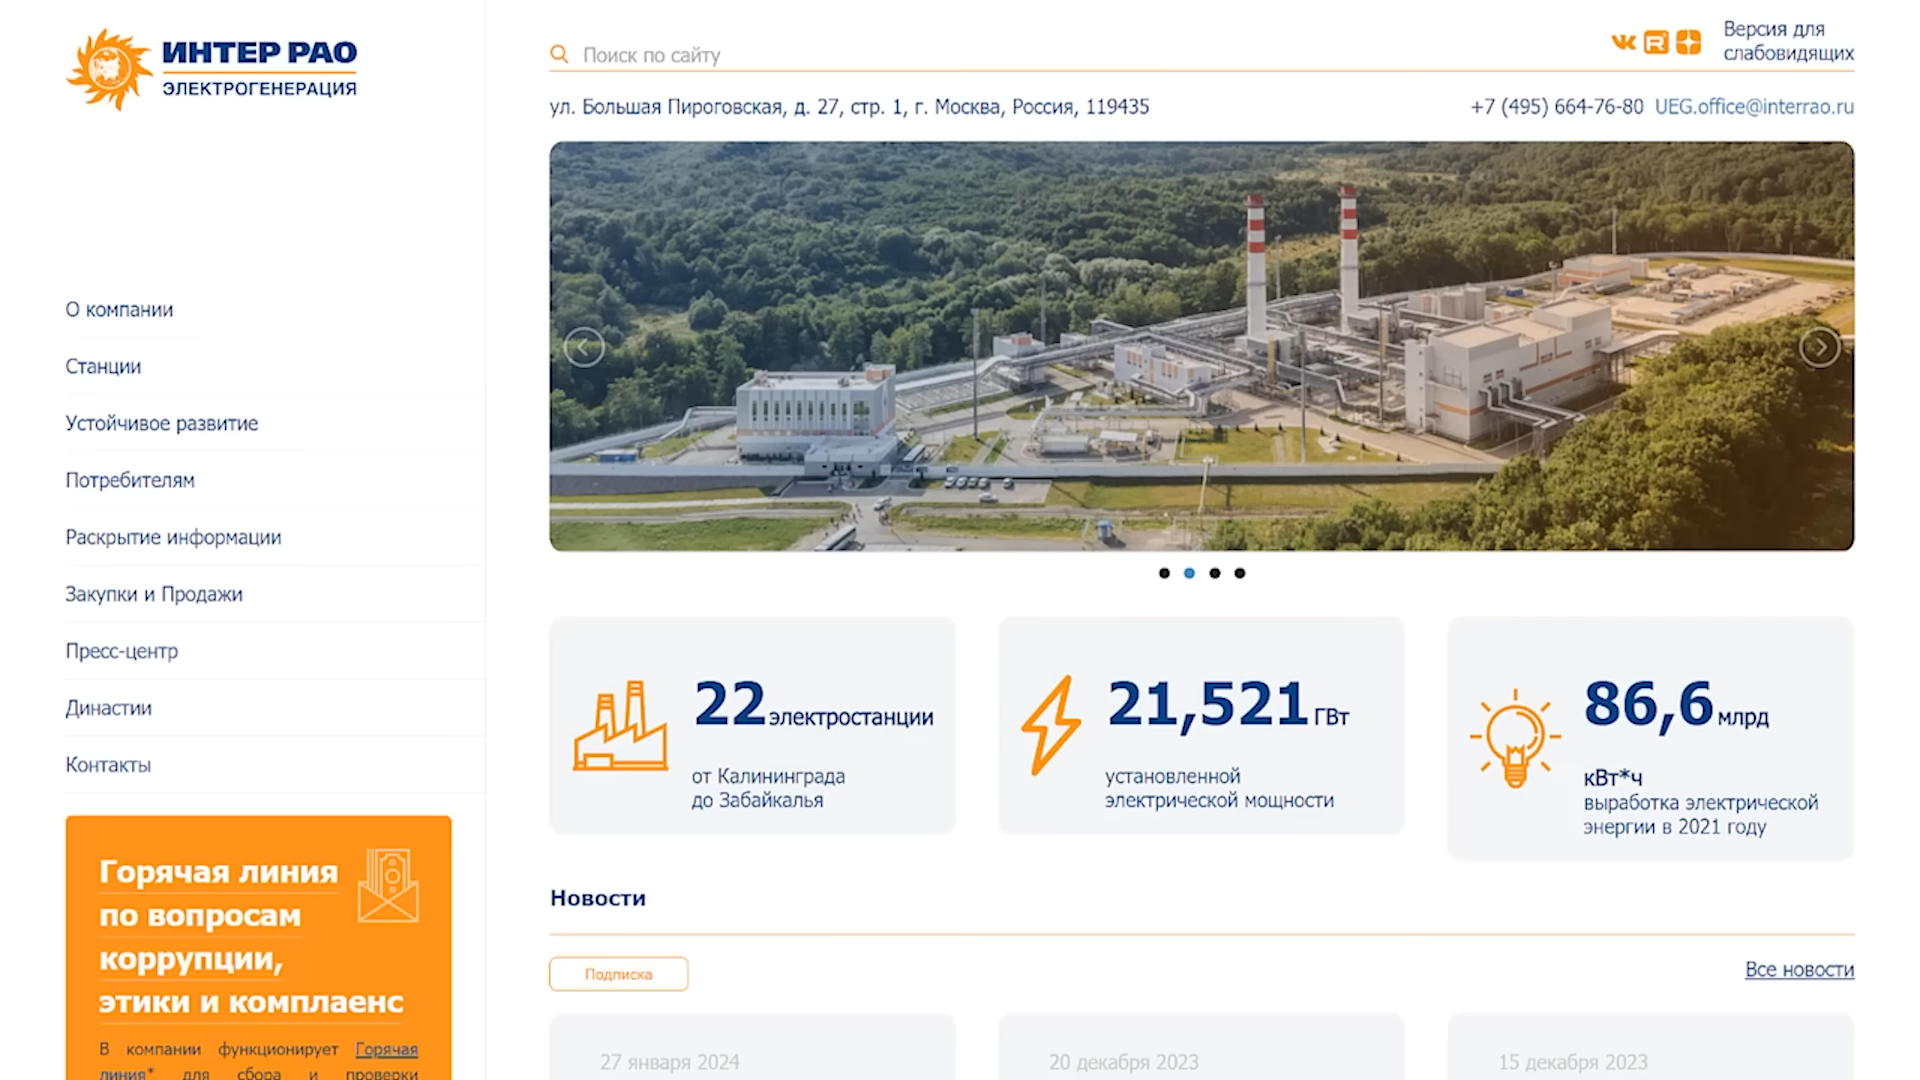 ИНТЕР РАО
ЭЛЕКТРОГЕНЕРАЦИЯ
Поиск по сайту
Версия для
слабовидящих
ул. Большая Пироговская, д. 27, стр. 1, г. Москва, Россия, 119435
+7 (495) 664-76-80 UEG.office@interrao.ru
О компании
Станции
Устойчивое развитие
Потребителям
Раскрытие информации
Закупки и Продажи
Пресс-центр
Династии
Контакты
Горячая линия
по вопросам
коррупции,
этики и комплаенс
В компании функционирует Горячая
линия* для сбора и проверки
22 электростанции
от Калининграда
до Забайкалья
21,521 ГВт
установленной
электрической мощности
86,6 млрд
кВт*ч
выработка электрической
энергии в 2021 году
Новости
Подписка
Все новости
27 января 2024
20 декабря 2023
15 декабря 2023